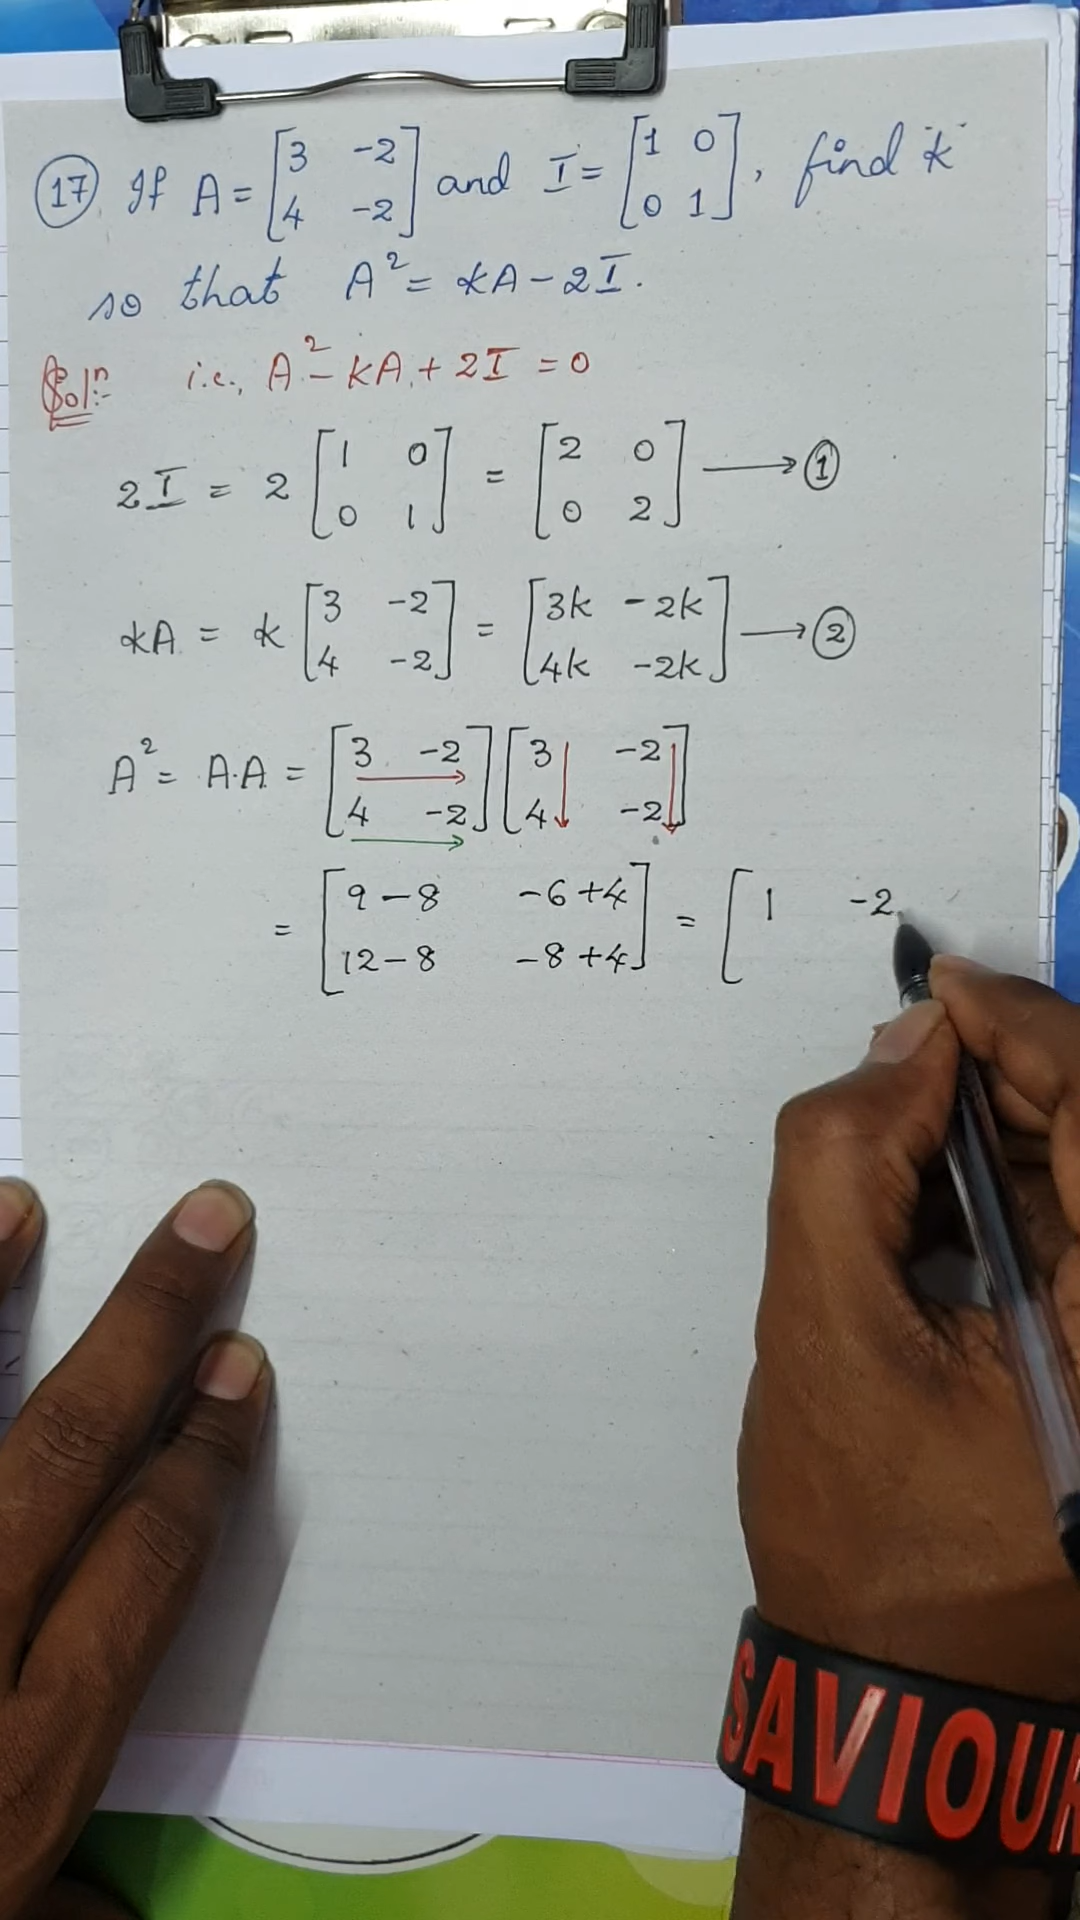 17 If A = [3 -2 4 -2] and I = [1 0 0 1], find k
so that A² = kA - 2I.
Solⁿ:- i.e., A² - kA + 2I = 0
2I = 2 [1 0 0 1] = [2 0 0 2] → 1
kA = k [3 -2 4 -2] = [3k -2k 4k -2k] → 2
A² = A.A = [3 -2 4 -2] [3 -2 4 -2]
= [9-8 -6+4 12-8 -8+4] = [1 -2
SAVIOUR